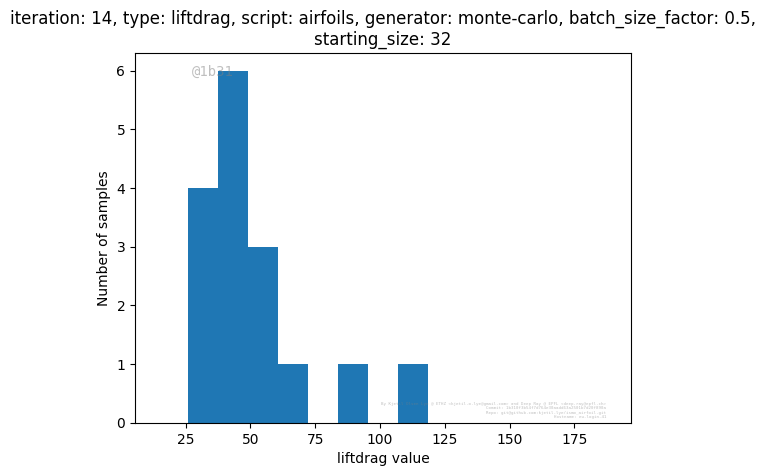 iteration: 14, type: liftdrag, script: airfoils, generator: monte-carlo, batch_size_factor: 0.5,
starting_size: 32
@1b31
6
5
4
3
2
1
0
Number of samples
25 50 75 100 125 150 175
liftdrag value